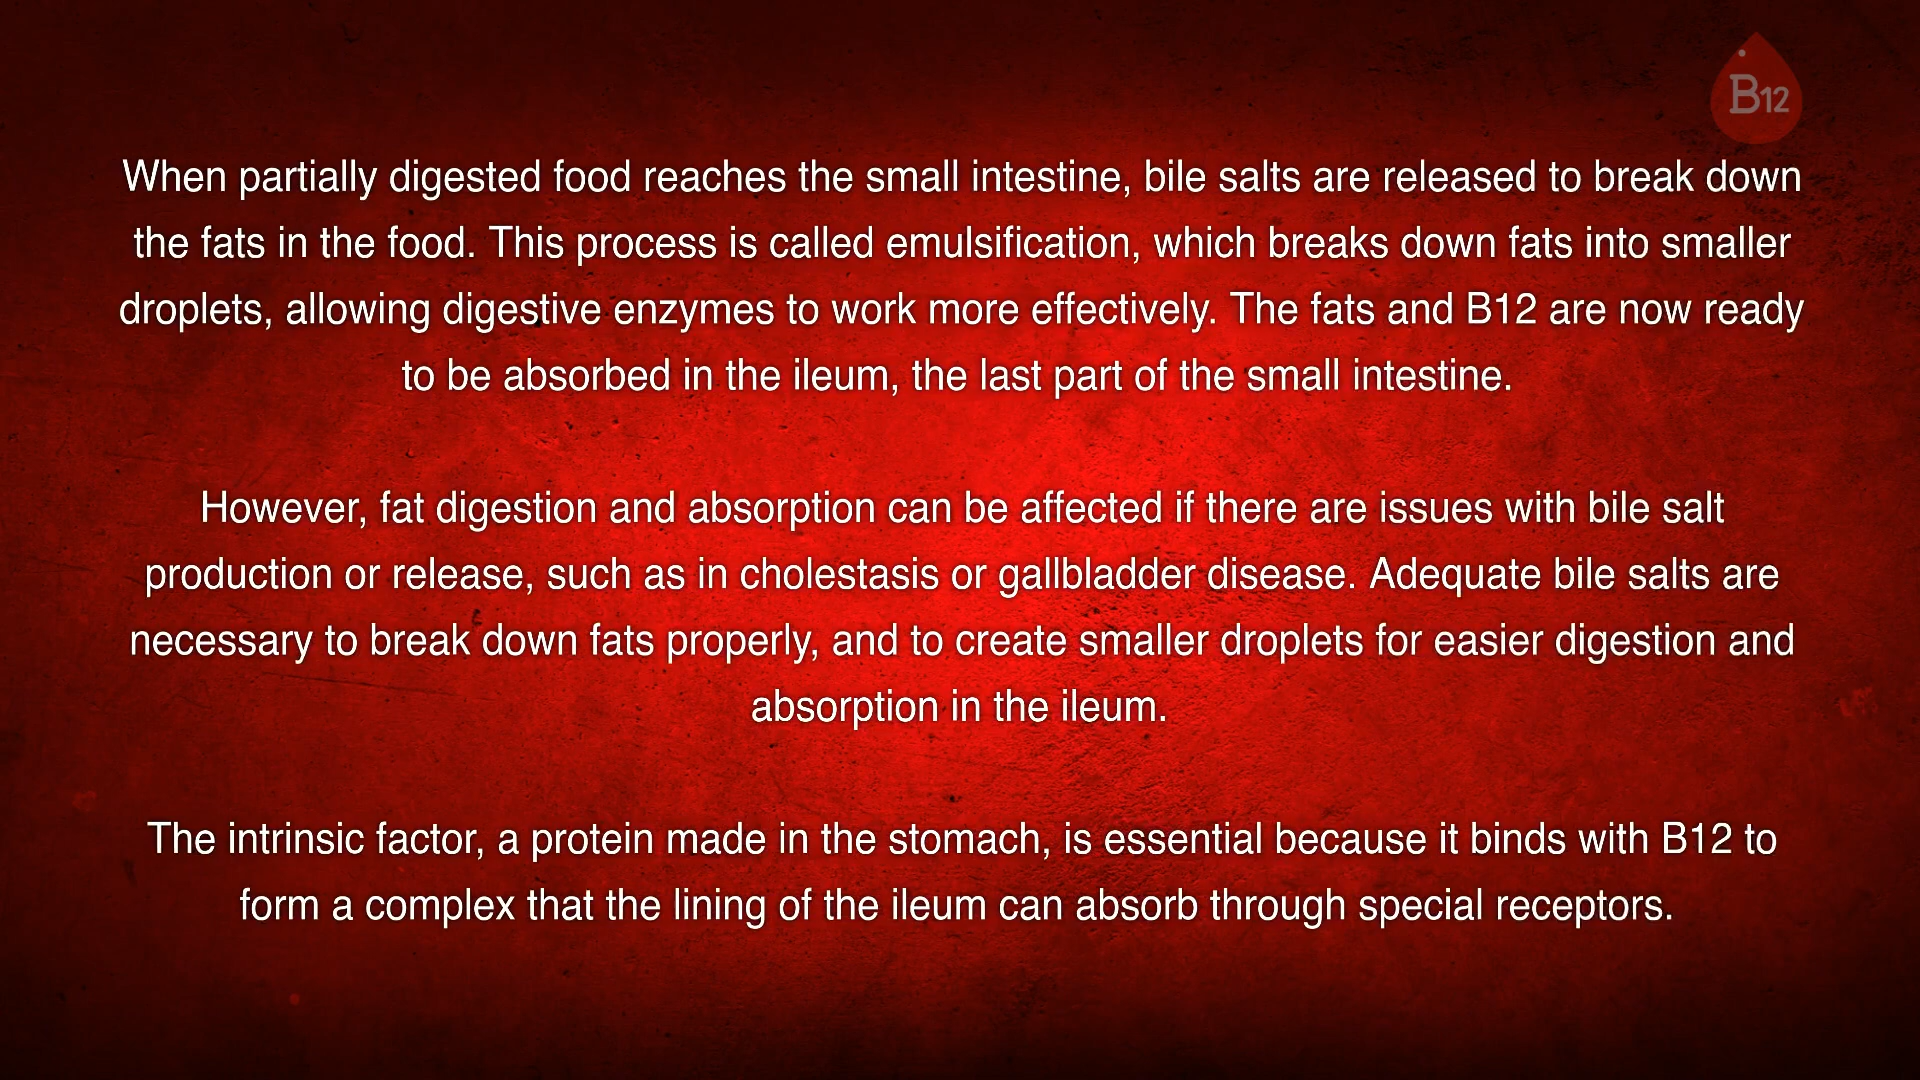 B12
When partially digested food reaches the small intestine, bile salts are released to break down
the fats in the food. This process is called emulsification, which breaks down fats into smaller
droplets, allowing digestive enzymes to work more effectively. The fats and B12 are now ready
to be absorbed in the ileum, the last part of the small intestine.
However, fat digestion and absorption can be affected if there are issues with bile salt
production or release, such as in cholestasis or gallbladder disease. Adequate bile salts are
necessary to break down fats properly, and to create smaller droplets for easier digestion and
absorption in the ileum.
The intrinsic factor, a protein made in the stomach, is essential because it binds with B12 to
form a complex that the lining of the ileum can absorb through special receptors.